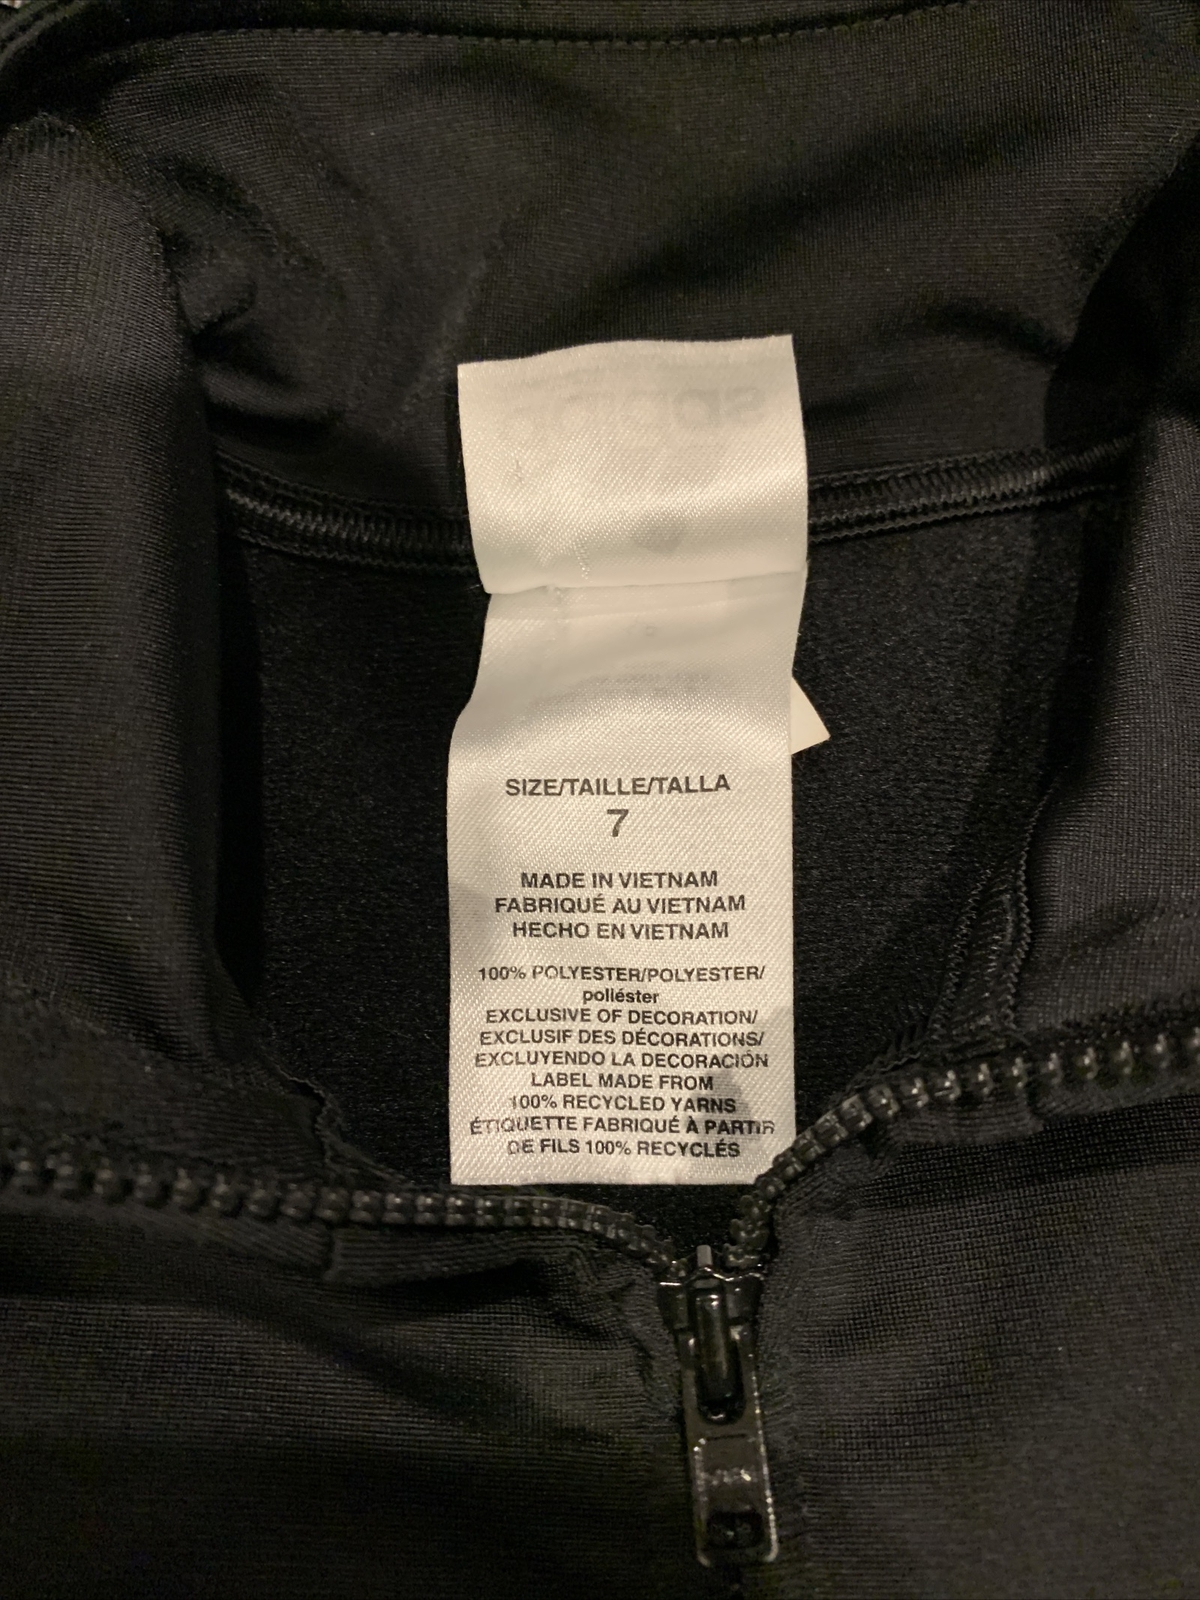 SIZE/TAILLE/TALLA
7
MADE IN VIETNAM
FABRIQUÉ AU VIETNAM
HECHO EN VIETNAM
100% POLYESTER/POLYESTER/
poliéster
EXCLUSIVE OF DECORATION/
EXCLUSIF DES DÉCORATIONS/
EXCLUYENDO LA DECORACIÓN
LABEL MADE FROM
100% RECYCLED YARNS
ÉTIQUETTE FABRIQUÉ À PARTIR
DE FILS 100% RECYCLÉS